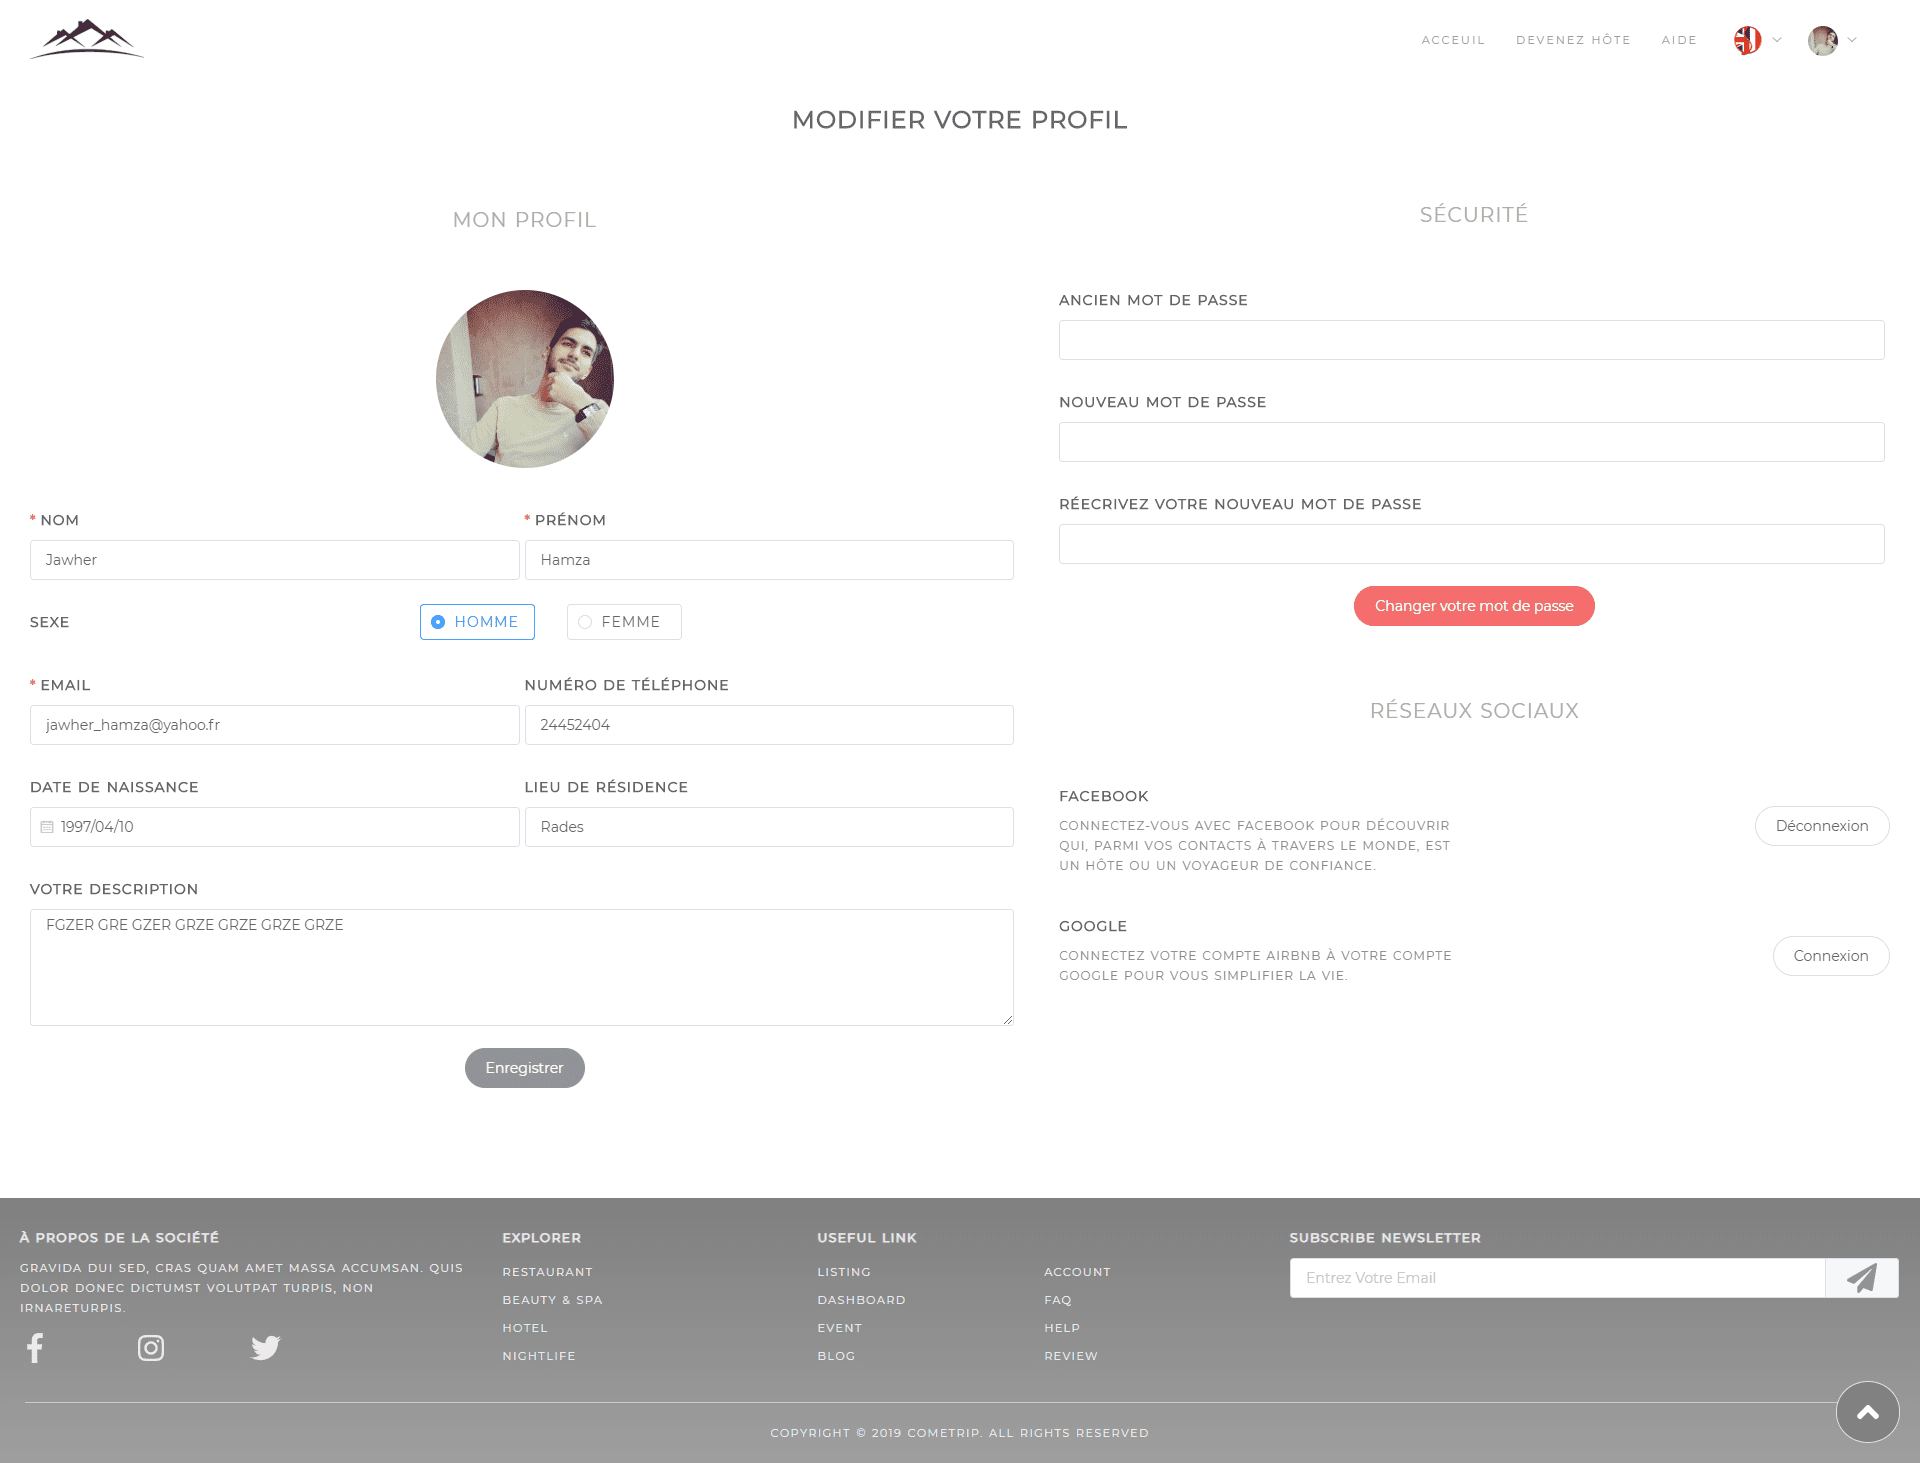 ACCEUIL DEVENEZ HÔTE AIDE
MODIFIER VOTRE PROFIL
MON PROFIL
* NOM * PRÉNOM
Jawher Hamza
SEXE HOMME FEMME
* EMAIL NUMÉRO DE TÉLÉPHONE
jawher_hamza@yahoo.fr 24452404
DATE DE NAISSANCE LIEU DE RÉSIDENCE
1997/04/10 Rades
VOTRE DESCRIPTION
FGZER GRE GZER GRZE GRZE GRZE GRZE
Enregistrer
SÉCURITÉ
ANCIEN MOT DE PASSE
NOUVEAU MOT DE PASSE
RÉECRIVEZ VOTRE NOUVEAU MOT DE PASSE
Changer votre mot de passe
RÉSEAUX SOCIAUX
FACEBOOK
CONNECTEZ-VOUS AVEC FACEBOOK POUR DÉCOUVRIR
QUI, PARMI VOS CONTACTS À TRAVERS LE MONDE, EST
UN HÔTE OU UN VOYAGEUR DE CONFIANCE.
Déconnexion
GOOGLE
CONNECTEZ VOTRE COMPTE AIRBNB À VOTRE COMPTE
GOOGLE POUR VOUS SIMPLIFIER LA VIE.
Connexion
À PROPOS DE LA SOCIÉTÉ
GRAVIDA DUI SED, CRAS QUAM AMET MASSA ACCUMSAN. QUIS
DOLOR DONEC DICTUMST VOLUTPAT TURPIS, NON
IRNARETURPIS.
EXPLORER
RESTAURANT
BEAUTY & SPA
HOTEL
NIGHTLIFE
USEFUL LINK
LISTING ACCOUNT
DASHBOARD FAQ
EVENT HELP
BLOG REVIEW
SUBSCRIBE NEWSLETTER
Entrez Votre Email
COPYRIGHT © 2019 COMETRIP. ALL RIGHTS RESERVED